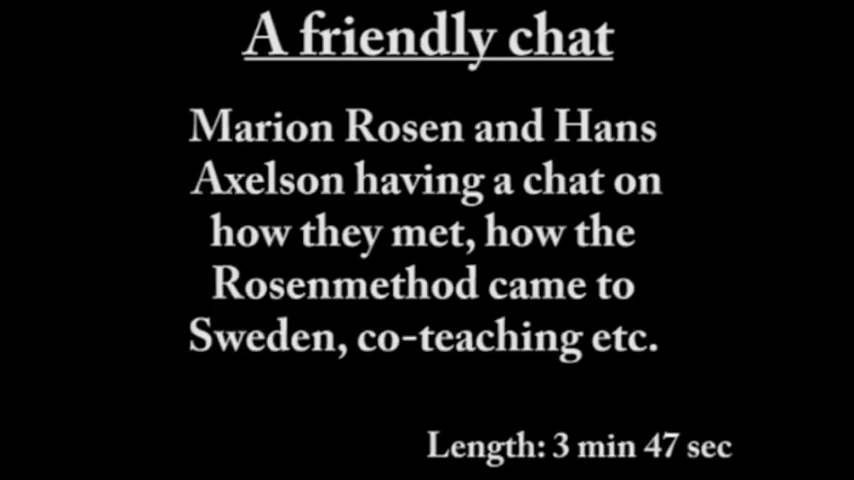 A friendly chat
Marion Rosen and Hans
Axelson having a chat on
how they met, how the
Rosenmethod came to
Sweden, co-teaching etc.
Length: 3 min 47 sec